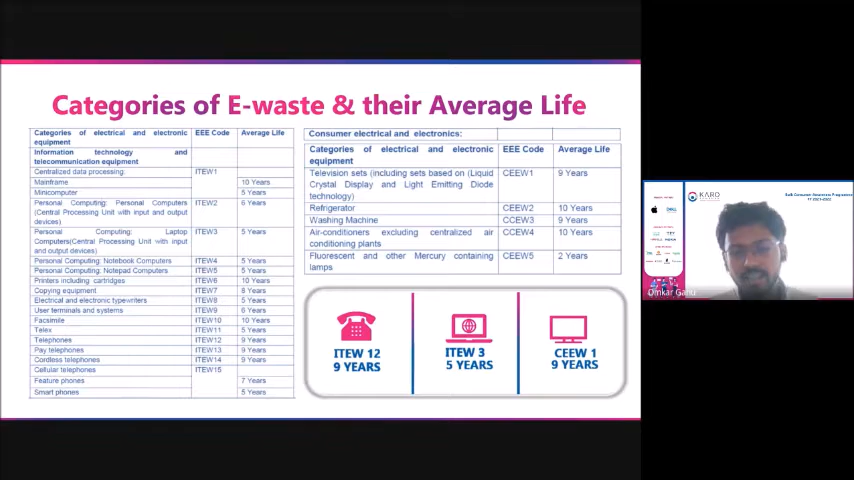 Categories of E-waste & their Average Life
Categories of electrical and electronic equipment EEE Code Average Life
Information technology and telecommunication equipment
Centralized data processing: ITEW1
Mainframe 10 Years
Minicomputer 5 Years
Personal Computing: Personal Computers (Central Processing Unit with input and output devices) ITEW2 6 Years
Personal Computing: Laptop Computers(Central Processing Unit with input and output devices) ITEW3 5 Years
Personal Computing: Notebook Computers ITEW4 5 Years
Personal Computing: Notepad Computers ITEW5 5 Years
Printers including cartridges ITEW6 10 Years
Copying equipment ITEW7 8 Years
Electrical and electronic typewriters ITEW8 5 Years
User terminals and systems ITEW9 6 Years
Facsimile ITEW10 10 Years
Telex ITEW11 5 Years
Telephones ITEW12 9 Years
Pay telephones ITEW13 9 Years
Cordless telephones ITEW14 9 Years
Cellular telephones ITEW15
Feature phones 7 Years
Smart phones 5 Years
Consumer electrical and electronics:
Categories of electrical and electronic equipment EEE Code Average Life
Television sets (including sets based on (Liquid Crystal Display and Light Emitting Diode technology) CEEW1 9 Years
Refrigerator CEEW2 10 Years
Washing Machine CCEW3 9 Years
Air-conditioners excluding centralized air conditioning plants CCEW4 10 Years
Fluorescent and other Mercury containing lamps CEEW5 2 Years
ITEW 12
9 YEARS
ITEW 3
5 YEARS
CEEW 1
9 YEARS
KARO
Bulk Consumer Awareness Programme
FY 2021-2022
Omkar Ganu